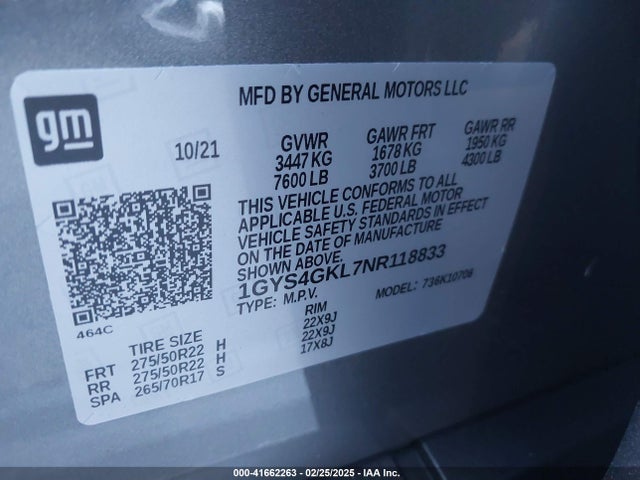 gm
MFD BY GENERAL MOTORS LLC
10/21
GVWR
3447 KG
7600 LB
GAWR FRT
1678 KG
3700 LB
GAWR RR
1950 KG
4300 LB
THIS VEHICLE CONFORMS TO ALL
APPLICABLE U.S. FEDERAL MOTOR
VEHICLE SAFETY STANDARDS IN EFFECT
ON THE DATE OF MANUFACTURE
SHOWN ABOVE.
1GYS4GKL7NR118833
TYPE: M.P.V.
MODEL: 736K10706
464C
TIRE SIZE
RIM
FRT 275/50R22 H 22X9J
RR 275/50R22 H 22X9J
SPA 265/70R17 S 17X8J
000-41662263 - 02/25/2025 - IAA Inc.